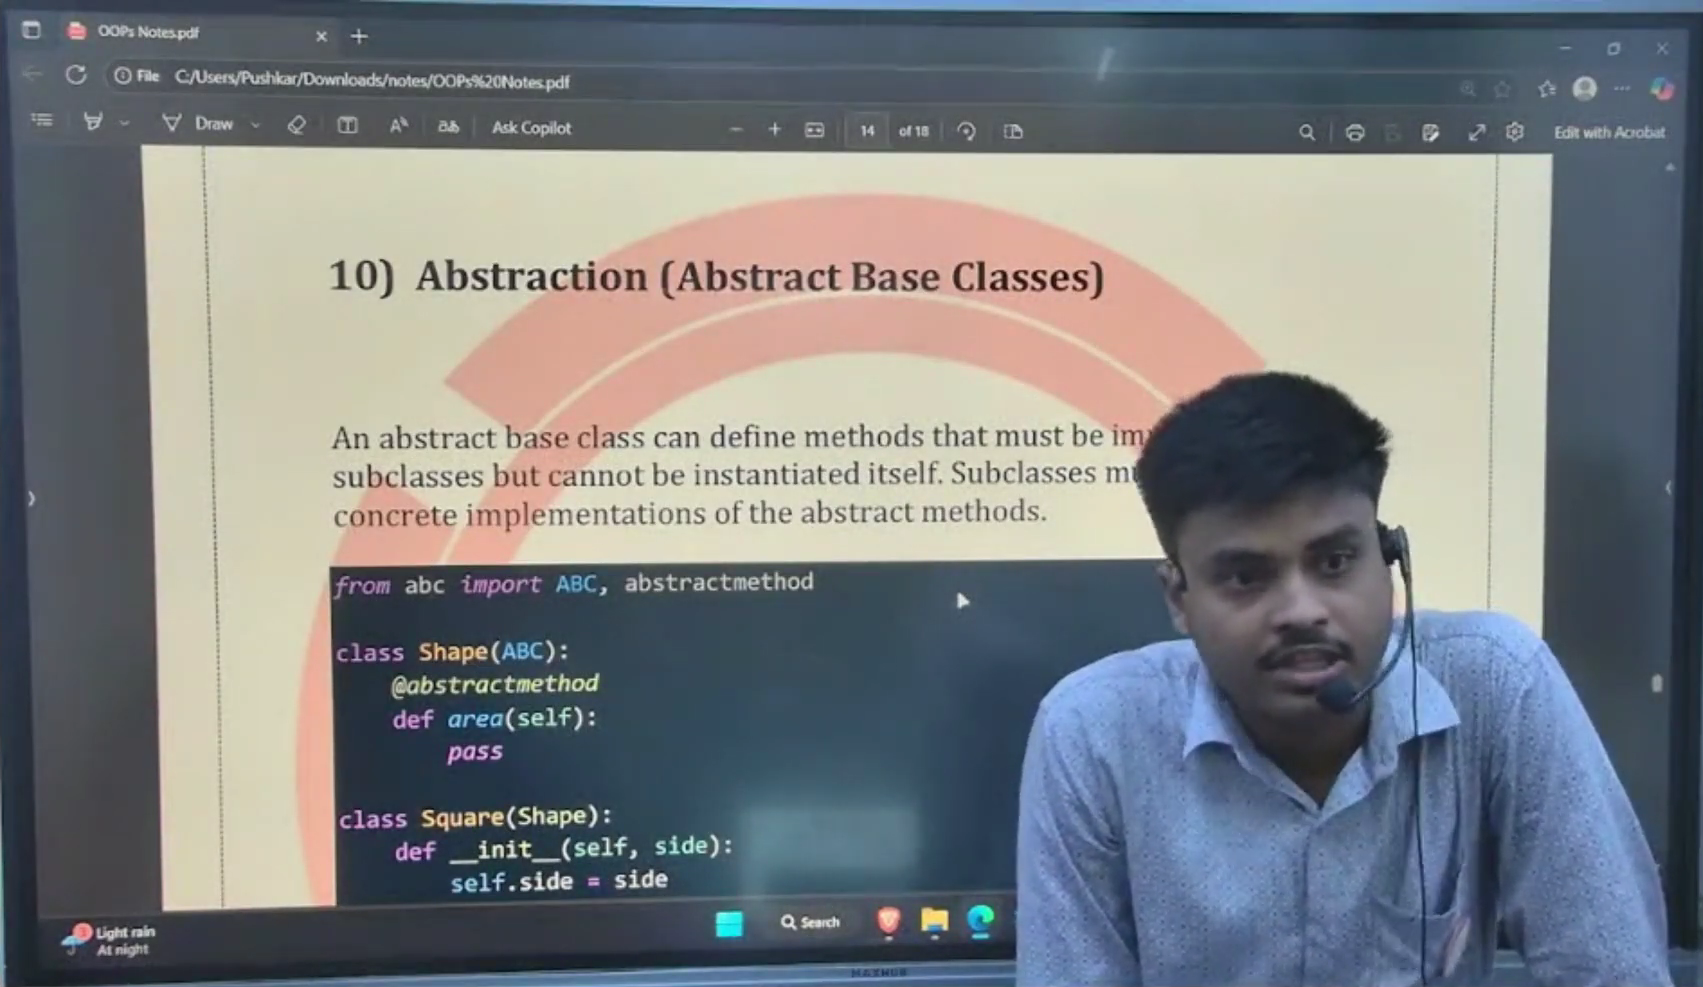 OOPs Notes.pdf
File C:/Users/Pushkar/Downloads/notes/OOPs%20Notes.pdf
Draw Ask Copilot 14 of 18 Edit with Acrobat
10) Abstraction (Abstract Base Classes)
An abstract base class can define methods that must be
subclasses but cannot be instantiated itself. Subclasses
concrete implementations of the abstract methods.
from abc import ABC, abstractmethod
class Shape(ABC):
@abstractmethod
def area(self):
pass
class Square(Shape):
def __init__(self, side):
self.side = side
Light rain
At night
Search
MAXHUB